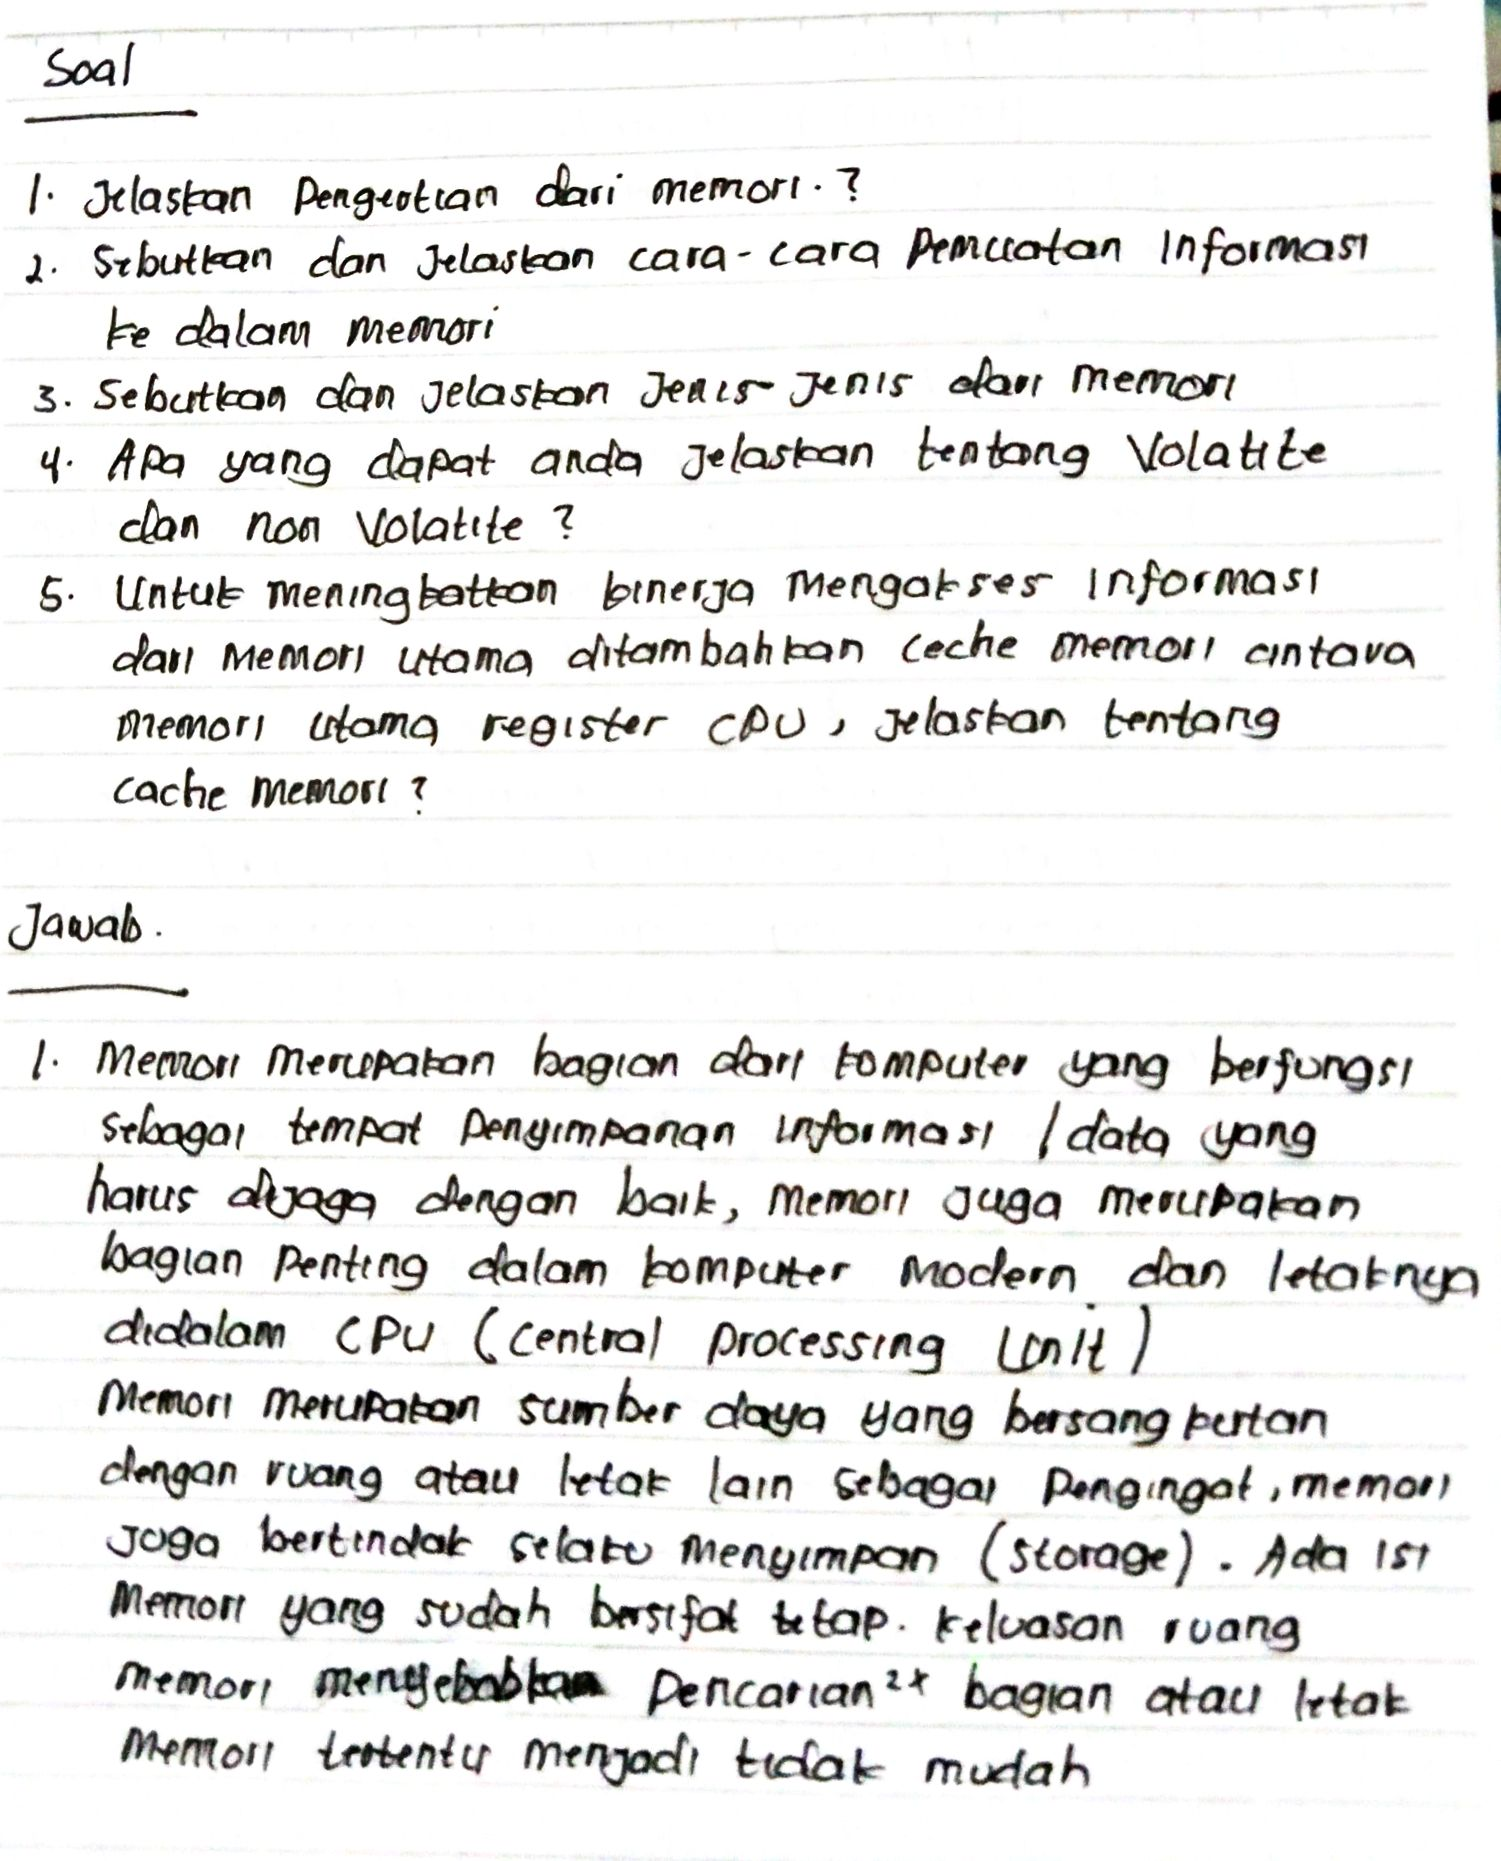 Soal
1. Jelaskan Pengertian dari memori. ?
2. Sebutkan dan Jelaskan cara-cara Pemuatan Informasi
ke dalam memori
3. Sebutkan dan Jelaskan Jenis-Jenis dari memori
4. Apa yang dapat anda Jelaskan tentang Volatite
dan non Volatite ?
5. Untuk meningkatkan kinerja Mengakses Informasi
dari Memori utama ditambahkan Ceche memori antara
memori utama register CPU, Jelaskan tentang
Cache Memori ?
Jawab.
1. Memori merupakan bagian dari komputer yang berfungsi
sebagai tempat Penyimpanan informasi / data yang
harus dijaga dengan baik, Memori Juga merupakan
bagian Penting dalam komputer Modern dan letaknya
didalam CPU (Central Processing Unit)
Memori merupakan sumber daya yang bersangkutan
dengan ruang atau letak lain sebagai Pengingat, memori
Juga bertindak selaku Menyimpan (storage). Ada isi
Memori yang sudah bersifat tetap. Keluasan ruang
memori menyebabkan Pencarian 2x bagian atau letak
Memori tertentu menjadi tidak mudah